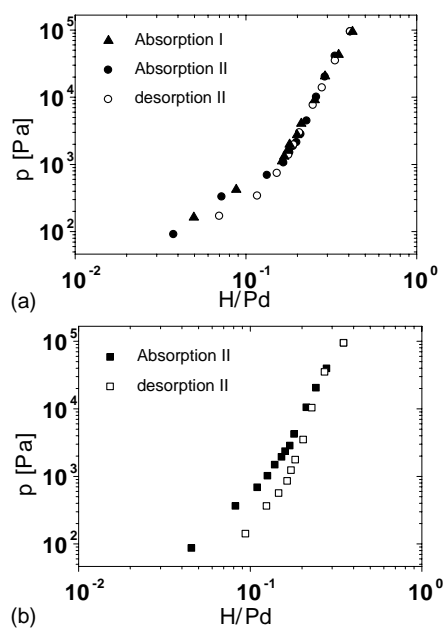 10^5
10^4
10^3
10^2
p [Pa]
Absorption I
Absorption II
desorption II
10^-2
10^-1
10^0
H/Pd
(a)
10^5
10^4
10^3
10^2
p [Pa]
Absorption II
desorption II
10^-2
10^-1
10^0
H/Pd
(b)